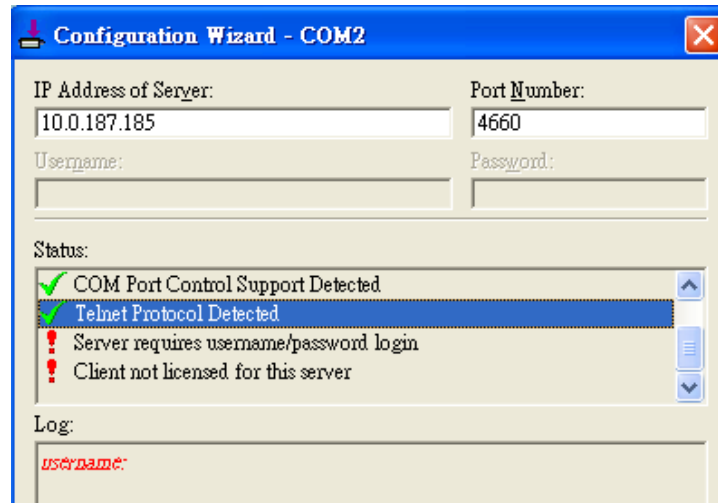 Configuration Wizard - COM2
IP Address of Server: Port Number:
10.0.187.185 4660
Username: Password:
Status:
COM Port Control Support Detected
Telnet Protocol Detected
Server requires username/password login
Client not licensed for this server
Log:
username: